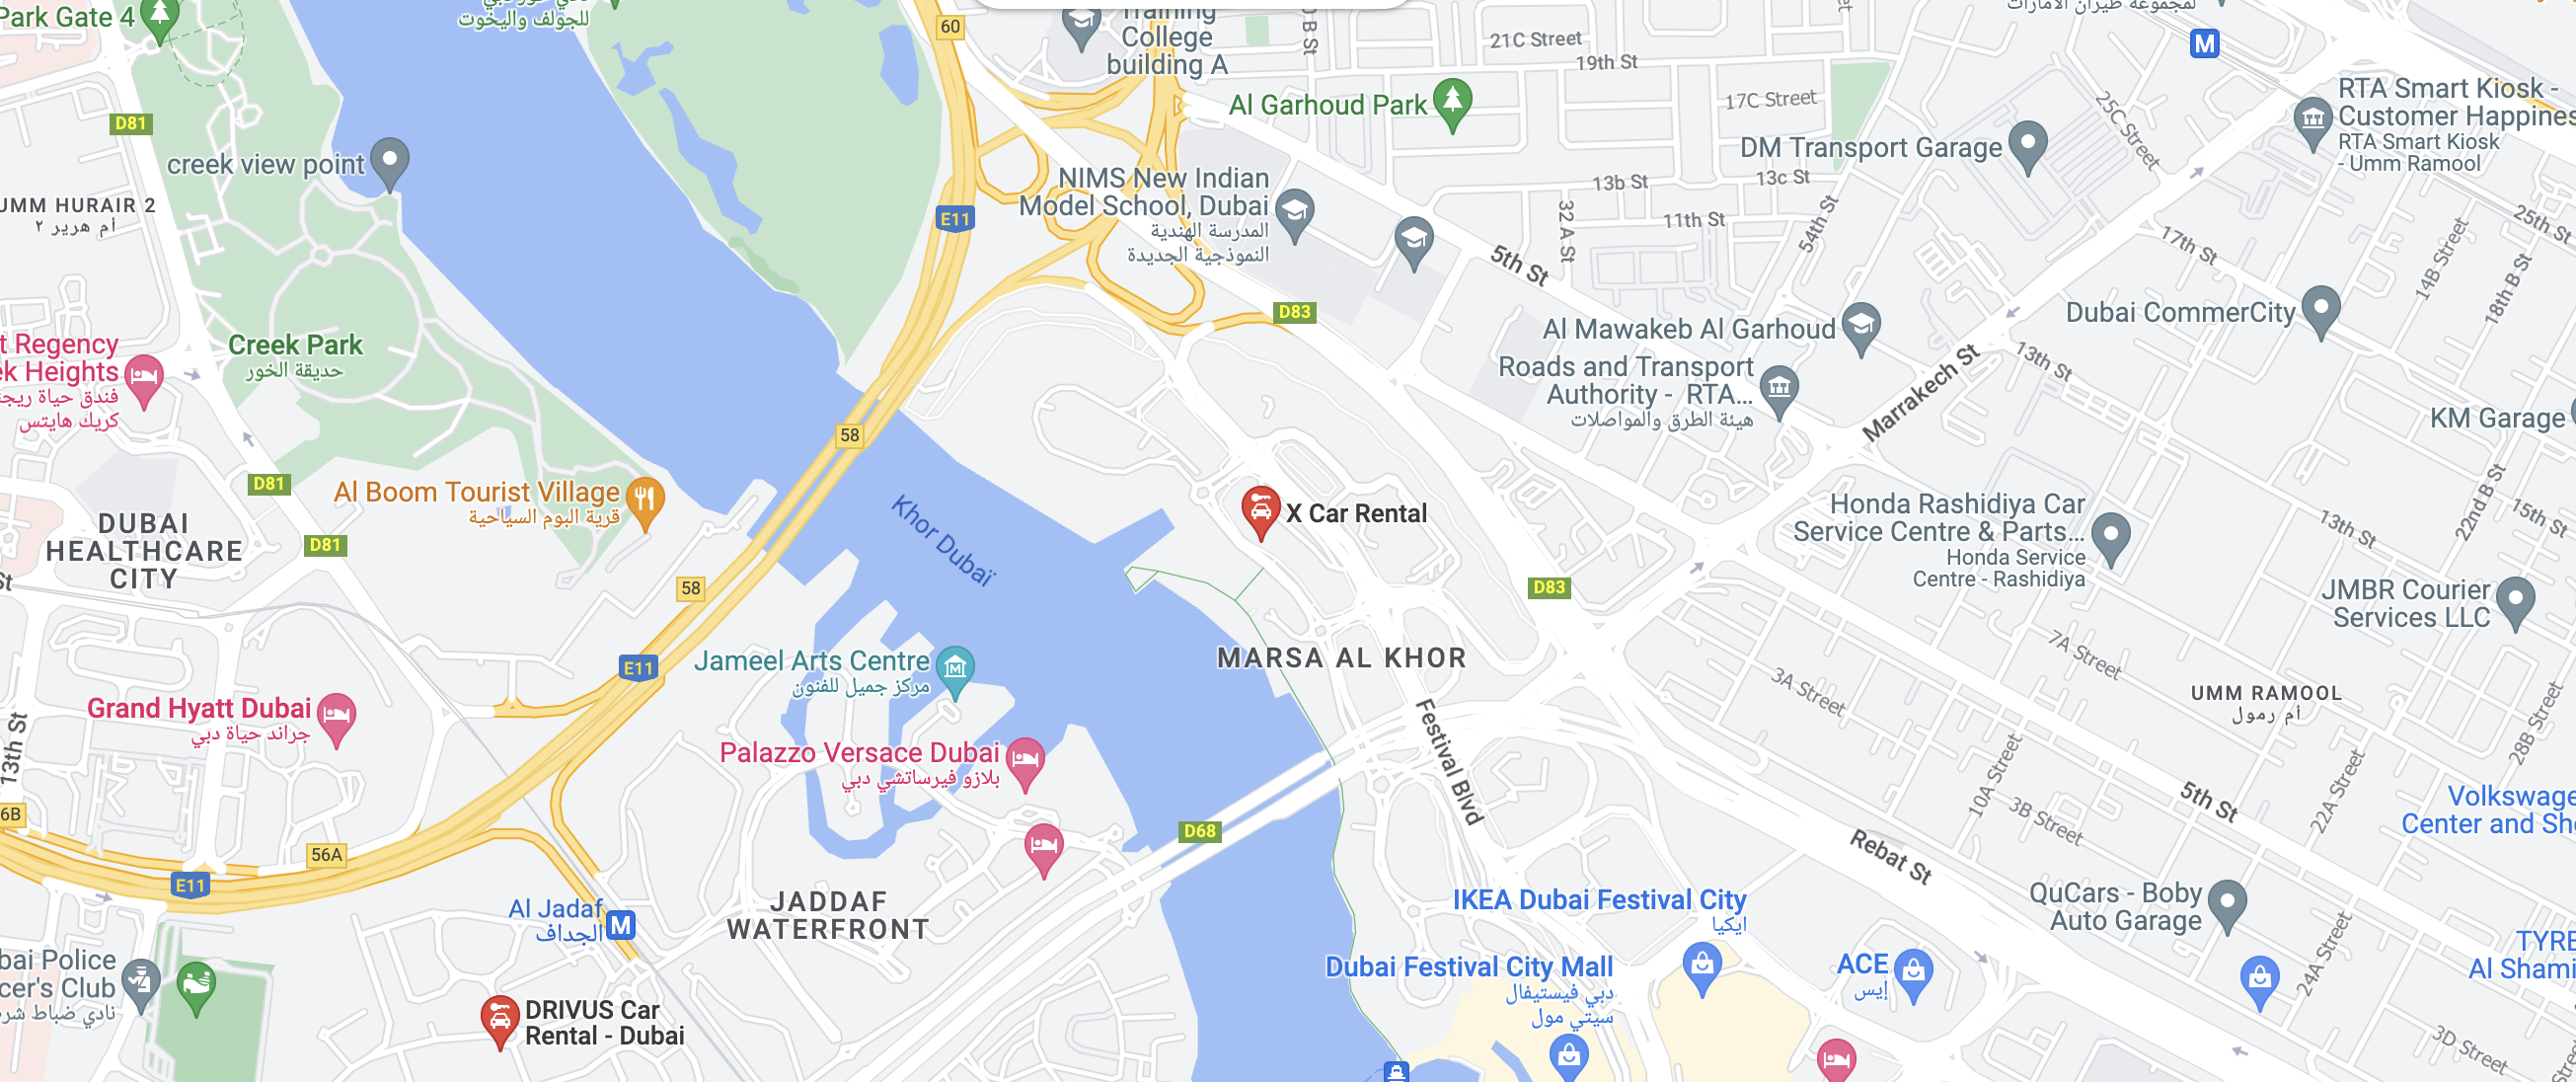 Park Gate 4
للجولف واليخوت
60
Training
College
building A
B St
21C Street
19th St
لمجموعة طيران الامارات
M
D81
Al Garhoud Park
17C Street
25C Street
RTA Smart Kiosk -
Customer Happines
RTA Smart Kiosk
- Umm Ramool
creek view point
DM Transport Garage
UMM HURAIR 2
أم هرير ٢
E11
NIMS New Indian
Model School, Dubai
المدرسة الهندية
النموذجية الجديدة
13b St
13c St
32 A St
11th St
54th St
5th St
17th St
25th St
14B Street
18th B St
D83
Dubai CommerCity
t Regency
ek Heights
فندق حياة ريج
كريك هايتس
Creek Park
حديقة الخور
Al Mawakeb Al Garhoud
Roads and Transport
Authority - RTA...
هيئة الطرق والمواصلات
13th St
Marrakech St
KM Garage
58
D81
Al Boom Tourist Village
قرية البوم السياحية
Khor Dubaï
X Car Rental
Honda Rashidiya Car
Service Centre & Parts...
Honda Service
Centre - Rashidiya
22nd B St
13th St
15th St
DUBAI
HEALTHCARE
CITY
D81
St
58
D83
JMBR Courier
Services LLC
E11
Jameel Arts Centre
مركز جميل للفنون
MARSA AL KHOR
7A Street
3A Street
UMM RAMOOL
أم رمول
Grand Hyatt Dubai
جراند حياة دبي
13th St
Palazzo Versace Dubai
بلازو فيرساتشي دبي
Festival Blvd
10A Street
28B Street
22A Street
5th St
3B Street
Volkswage
Center and Sh
6B
D68
56A
E11
Rebat St
JADDAF
WATERFRONT
IKEA Dubai Festival City
ايكيا
QuCars - Boby
Auto Garage
Al Jadaf
الجداف
M
24A Street
TYRE
Al Shami
bai Police
cer's Club
نادي ضباط شر
Dubai Festival City Mall
دبي فيستيفال
سيتي مول
ACE
إيس
DRIVUS Car
Rental - Dubai
3D Street